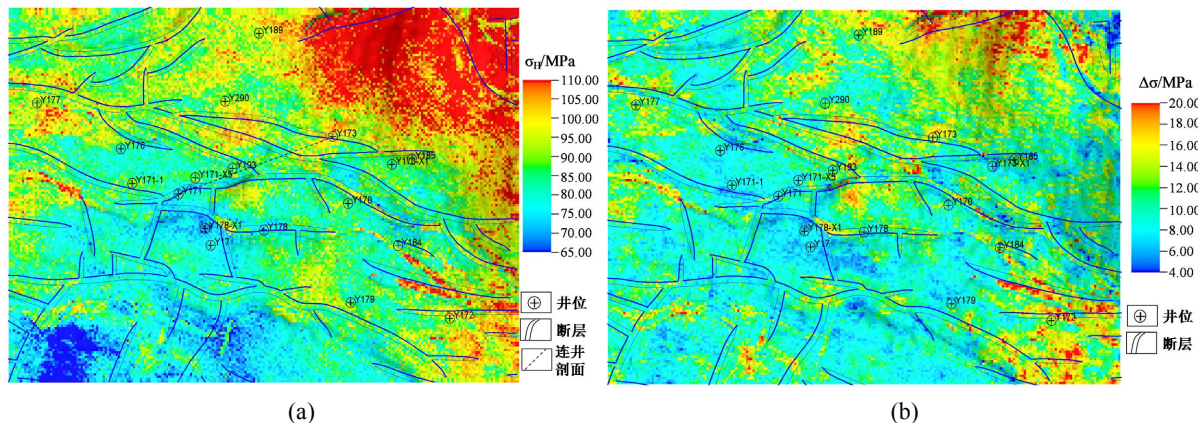 Y189
σH/MPa
110.00
105.00
100.00
95.00
90.00
85.00
80.00
75.00
70.00
65.00
Y177
Y290
Y173
Y176
Y193
Y185
Y171-1
Y171-X5
Y171
Y170
Y178-X1
Y178
Y17
Y184
Y179
Y172
井位
断层
连井
剖面
(a)
Y189
Δσ/MPa
20.00
18.00
16.00
14.00
12.00
10.00
8.00
6.00
4.00
Y177
Y290
Y173
Y176
Y193
Y185
Y173-X1
Y171-1
Y171-X5
Y171
Y170
Y178-X1
Y178
Y17
Y184
Y179
Y172
井位
断层
(b)